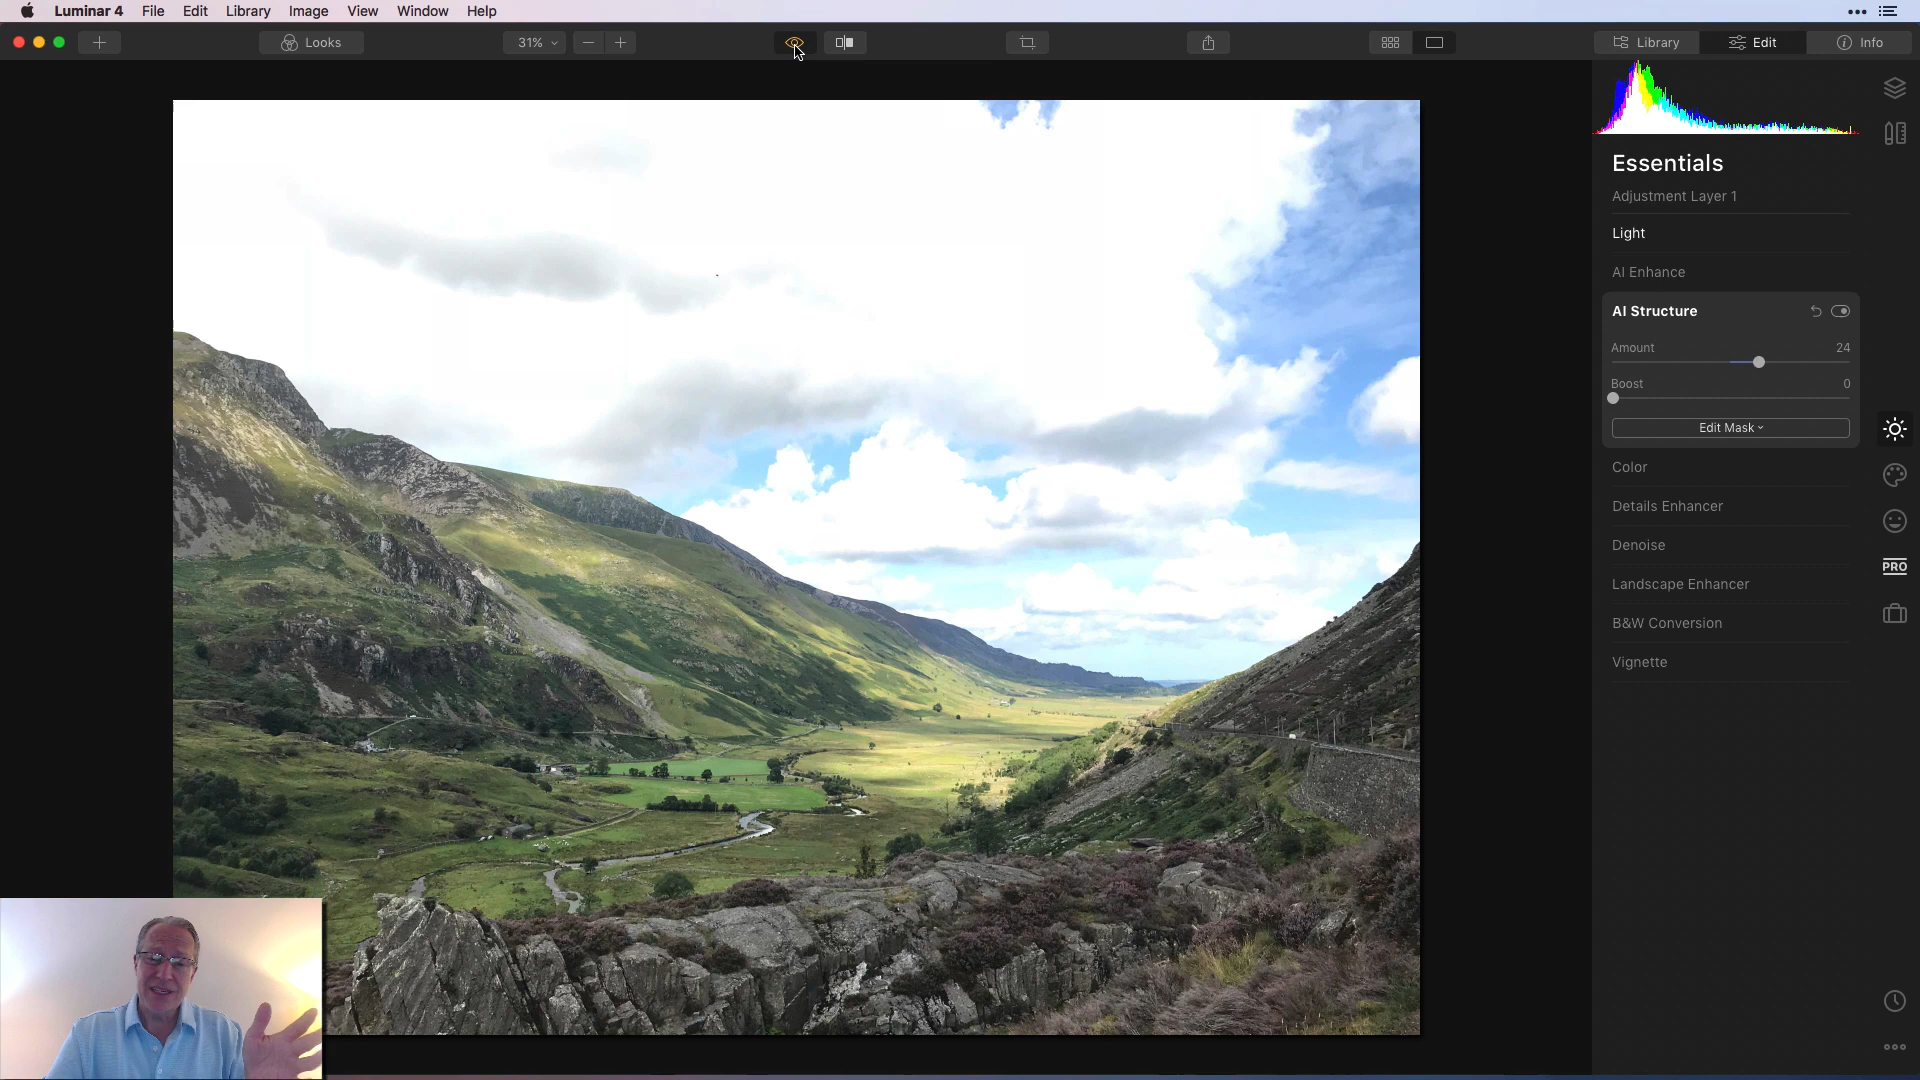 Luminar 4 File Edit Library Image View Window Help
Looks 31% Library Edit Info
Essentials
Adjustment Layer 1
Light
AI Enhance
AI Structure
Amount 24
Boost 0
Edit Mask
Color
Details Enhancer
Denoise
PRO
Landscape Enhancer
B&W Conversion
Vignette